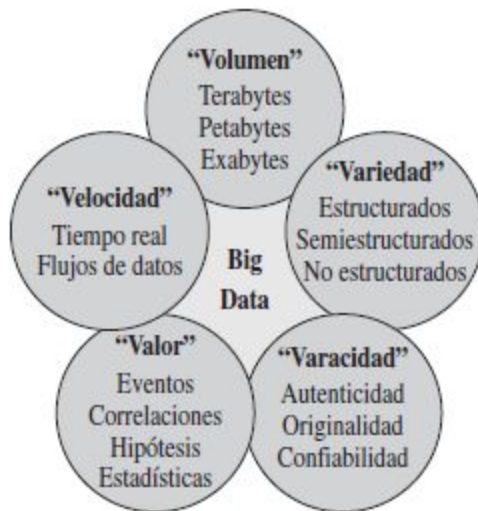 “Volumen”
Terabytes
Petabytes
Exabytes
“Variedad”
Estructurados
Semiestructurados
No estructurados
“Velocidad”
Tiempo real
Flujos de datos
Big
Data
“Valor”
Eventos
Correlaciones
Hipótesis
Estadísticas
“Varacidad”
Autenticidad
Originalidad
Confiabilidad